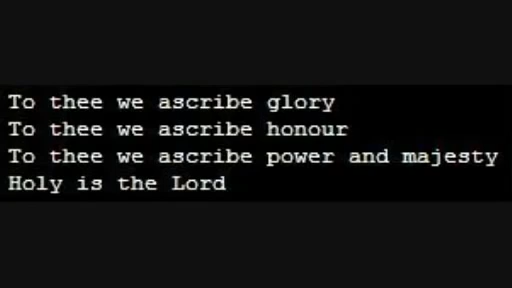 To thee we ascribe glory
To thee we ascribe honour
To thee we ascribe power and majesty
Holy is the Lord